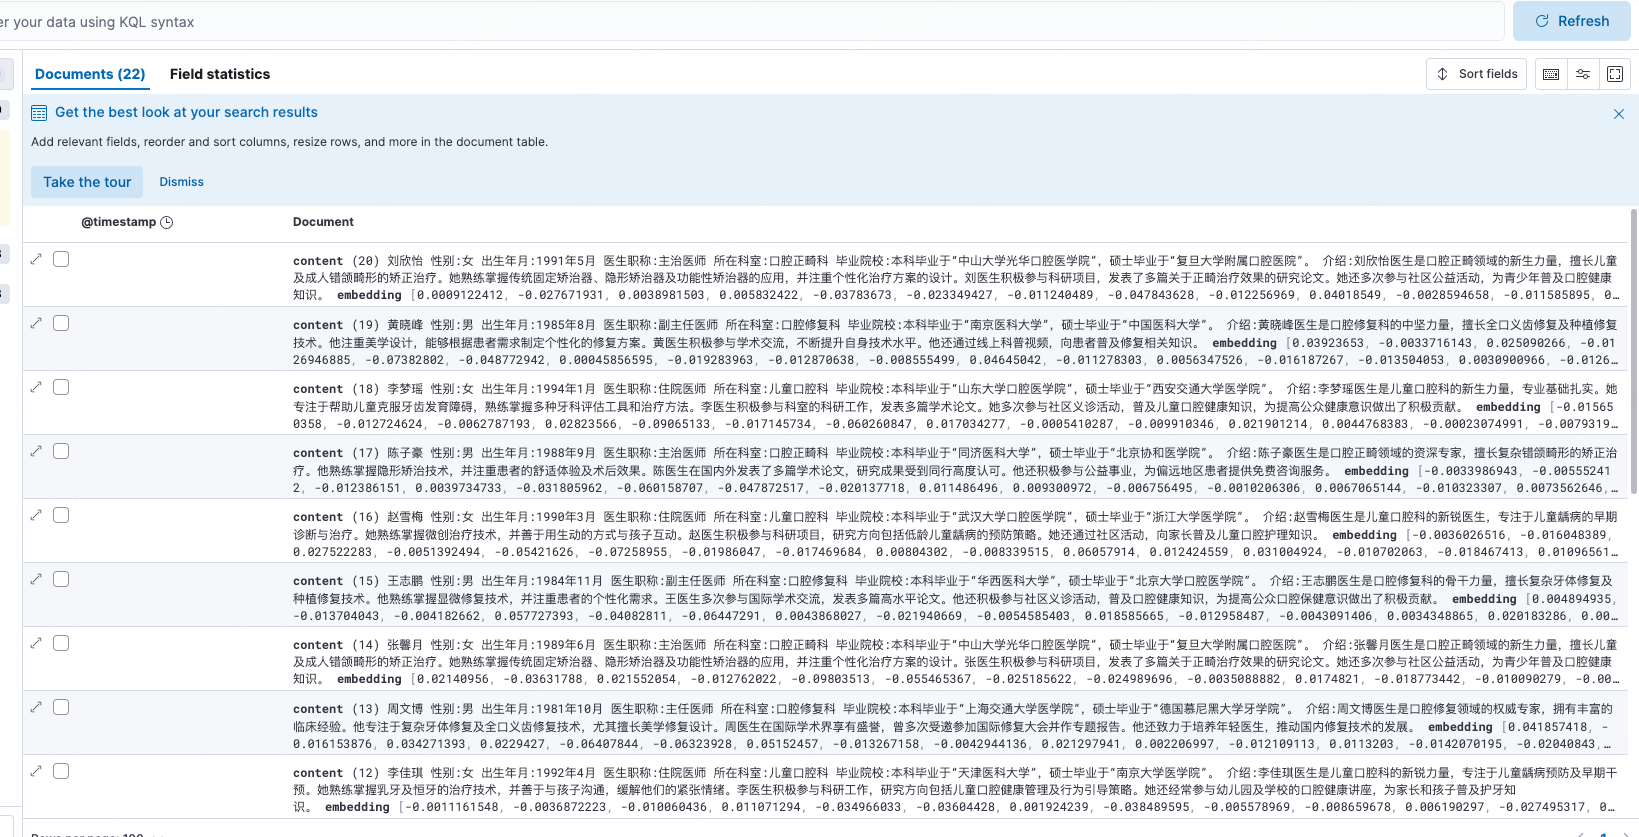 er your data using KQL syntax
Refresh
Documents (22)
Field statistics
Sort fields
Get the best look at your search results
Add relevant fields, reorder and sort columns, resize rows, and more in the document table.
Take the tour
Dismiss
@timestamp
Document
content (20) 刘欣怡 性别:女 出生年月:1991年5月 医生职称:主治医师 所在科室:口腔正畸科 毕业院校:本科毕业于“中山大学光华口腔医学院”, 硕士毕业于“复旦大学附属口腔医院”。 介绍:刘欣怡医生是口腔正畸领域的新生力量, 擅长儿童
及成人错颌畸形的矫正治疗。她熟练掌握传统固定矫治器、隐形矫治器及功能性矫治器的应用, 并注重个性化治疗方案的设计。刘医生积极参与科研项目, 发表了多篇关于正畸治疗效果的研究论文。她还多次参与社区公益活动, 为青少年普及口腔健康
知识。 embedding [0.0009122412, -0.027671931, 0.0038981503, 0.005832422, -0.03783673, -0.023349427, -0.011240489, -0.047843628, -0.012256969, 0.04018549, -0.0028594658, -0.011585895, 0…
content (19) 黄晓峰 性别:男 出生年月:1985年8月 医生职称:副主任医师 所在科室:口腔修复科 毕业院校:本科毕业于“南京医科大学”, 硕士毕业于“中国医科大学”。 介绍:黄晓峰医生是口腔修复科的中坚力量, 擅长全口义齿修复及种植修复
技术。他注重美学设计, 能够根据患者需求制定个性化的修复方案。黄医生积极参与学术交流, 不断提升自身技术水平。他还通过线上科普视频, 向患者普及修复相关知识。 embedding [0.03923653, -0.0033716143, 0.025090266, -0.01
26946885, -0.07382802, -0.048772942, 0.00045856595, -0.019283963, -0.012870638, -0.008555499, 0.04645042, -0.011278303, 0.0056347526, -0.016187267, -0.013504053, 0.0030900966, -0.0126…
content (18) 李梦瑶 性别:女 出生年月:1994年1月 医生职称:住院医师 所在科室:儿童口腔科 毕业院校:本科毕业于“山东大学口腔医学院”, 硕士毕业于“西安交通大学医学院”。 介绍:李梦瑶医生是儿童口腔科的新生力量, 专业基础扎实。她
专注于帮助儿童克服牙齿发育障碍, 熟练掌握多种牙科评估工具和治疗方法。李医生积极参与科室的科研工作, 发表多篇学术论文。她多次参与社区义诊活动, 普及儿童口腔健康知识, 为提高公众健康意识做出了积极贡献。 embedding [-0.01565
0358, -0.012724624, -0.0062787193, 0.02823566, -0.09065133, -0.017145734, -0.060260847, 0.017034277, -0.0005410287, -0.009910346, 0.021901214, 0.0044768383, -0.00023074991, -0.0079319…
content (17) 陈子豪 性别:男 出生年月:1988年9月 医生职称:主治医师 所在科室:口腔正畸科 毕业院校:本科毕业于“同济医科大学”, 硕士毕业于“北京协和医学院”。 介绍:陈子豪医生是口腔正畸领域的资深专家, 擅长复杂错颌畸形的矫正治
疗。他熟练掌握隐形矫治技术, 并注重患者的舒适体验及术后效果。陈医生在国内外发表了多篇学术论文, 研究成果受到同行高度认可。他还积极参与公益事业, 为偏远地区患者提供免费咨询服务。 embedding [-0.0033986943, -0.00555241
2, -0.012386151, 0.0039734733, -0.031805962, -0.060158707, -0.047872517, -0.020137718, 0.011486496, 0.009300972, -0.006756495, -0.0010206306, 0.0067065144, -0.010323307, 0.0073562646,…
content (16) 赵雪梅 性别:女 出生年月:1990年3月 医生职称:住院医师 所在科室:儿童口腔科 毕业院校:本科毕业于“武汉大学口腔医学院”, 硕士毕业于“浙江大学医学院”。 介绍:赵雪梅医生是儿童口腔科的新锐医生, 专注于儿童龋病的早期
诊断与治疗。她熟练掌握微创治疗技术, 并善于用生动的方式与孩子互动。赵医生积极参与科研项目, 研究方向包括低龄儿童龋病的预防策略。她还通过社区活动, 向家长普及儿童口腔护理知识。 embedding [-0.0036026516, -0.016048389,
0.027522283, -0.0051392494, -0.05421626, -0.07258955, -0.01986047, -0.017469684, 0.00804302, -0.008339515, 0.06057914, 0.012424559, 0.031004924, -0.010702063, -0.018467413, 0.01096561…
content (15) 王志鹏 性别:男 出生年月:1984年11月 医生职称:副主任医师 所在科室:口腔修复科 毕业院校:本科毕业于“华西医科大学”, 硕士毕业于“北京大学口腔医学院”。 介绍:王志鹏医生是口腔修复科的骨干力量, 擅长复杂牙体修复及
种植修复技术。他熟练掌握显微修复技术, 并注重患者的个性化需求。王医生多次参与国际学术交流, 发表多篇高水平论文。他还积极参与社区义诊活动, 普及口腔健康知识, 为提高公众口腔保健意识做出了积极贡献。 embedding [0.004894935,
-0.013704043, -0.004182662, 0.057727393, -0.04082811, -0.06447291, 0.0043868027, -0.021940669, -0.0054585403, 0.018585665, -0.012958487, -0.0043091406, 0.0034348865, 0.020183286, 0.00…
content (14) 张馨月 性别:女 出生年月:1989年6月 医生职称:主治医师 所在科室:口腔正畸科 毕业院校:本科毕业于“中山大学光华口腔医学院”, 硕士毕业于“复旦大学附属口腔医院”。 介绍:张馨月医生是口腔正畸领域的新生力量, 擅长儿童
及成人错颌畸形的矫正治疗。她熟练掌握传统固定矫治器、隐形矫治器及功能性矫治器的应用, 并注重个性化治疗方案的设计。张医生积极参与科研项目, 发表了多篇关于正畸治疗效果的研究论文。她还多次参与社区公益活动, 为青少年普及口腔健康
知识。 embedding [0.02140956, -0.03631788, 0.021552054, -0.012762022, -0.09803513, -0.055465367, -0.025185622, -0.024989696, -0.0035088882, 0.0174821, -0.018773442, -0.010090279, -0.00…
content (13) 周文博 性别:男 出生年月:1981年10月 医生职称:主任医师 所在科室:口腔修复科 毕业院校:本科毕业于“上海交通大学医学院”, 硕士毕业于“德国慕尼黑大学牙学院”。 介绍:周文博医生是口腔修复领域的权威专家, 拥有丰富的
临床经验。他专注于复杂牙体修复及全口义齿修复技术, 尤其擅长美学修复设计。周医生在国际学术界享有盛誉, 曾多次受邀参加国际修复大会并作专题报告。他还致力于培养年轻医生, 推动国内修复技术的发展。 embedding [0.041857418, -
0.016153876, 0.034271393, 0.0229427, -0.06407844, -0.06323928, 0.05152457, -0.013267158, -0.0042944136, 0.021297941, 0.002206997, -0.012109113, 0.0113203, -0.0142070195, -0.02040843,…
content (12) 李佳琪 性别:女 出生年月:1992年4月 医生职称:住院医师 所在科室:儿童口腔科 毕业院校:本科毕业于“天津医科大学”, 硕士毕业于“南京大学医学院”。 介绍:李佳琪医生是儿童口腔科的新锐力量, 专注于儿童龋病预防及早期干
预。她熟练掌握乳牙及恒牙的治疗技术, 并善于与孩子沟通, 缓解他们的紧张情绪。李医生积极参与科研工作, 研究方向包括儿童口腔健康管理及行为引导策略。她还经常参与幼儿园及学校的口腔健康讲座, 为家长和孩子普及护牙知
识。 embedding [-0.0011161548, -0.0036872223, -0.010060436, 0.011071294, -0.034966033, -0.03604428, 0.001924239, -0.038489595, -0.005578969, -0.008659678, 0.006190297, -0.027495317, 0…